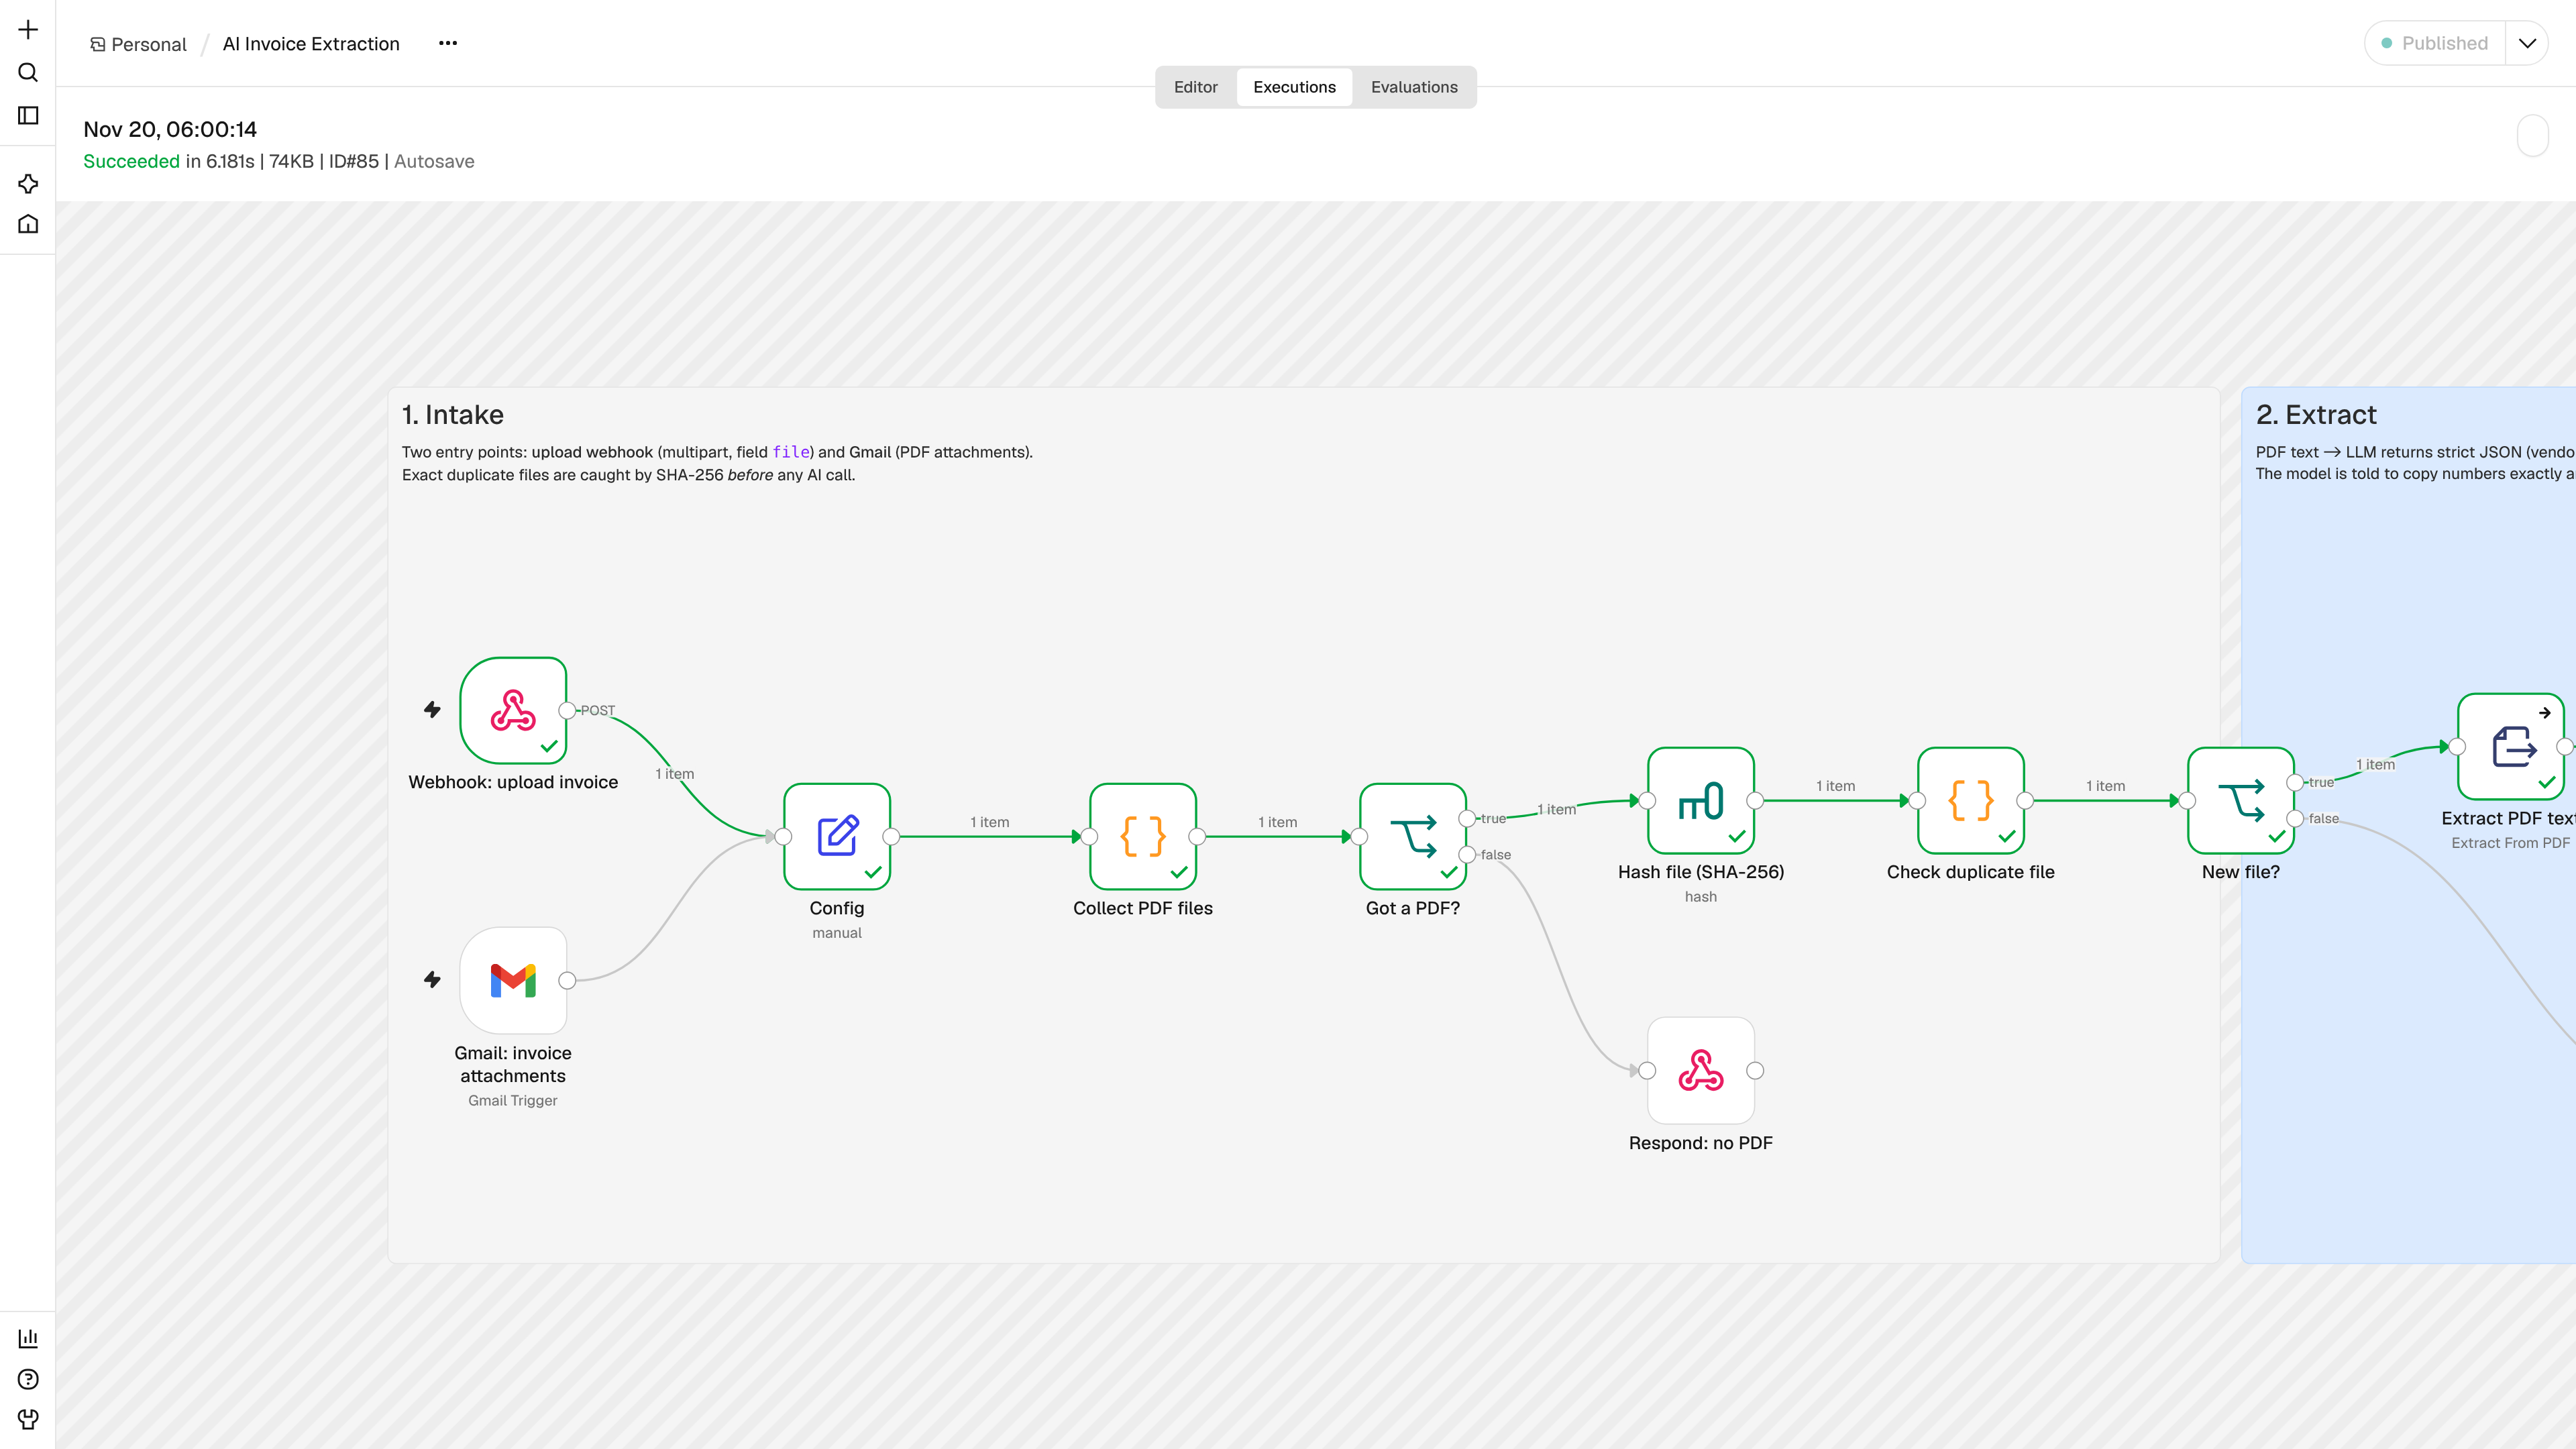 Personal / AI Invoice Extraction
Published
Editor Executions Evaluations
Nov 20, 06:00:14
Succeeded in 6.181s | 74KB | ID#85 | Autosave
1. Intake
Two entry points: upload webhook (multipart, field file) and Gmail (PDF attachments).
Exact duplicate files are caught by SHA-256 before any AI call.
2. Extract
PDF text → LLM returns strict JSON (vendo
The model is told to copy numbers exactly a
POST
Webhook: upload invoice
1 item
Gmail: invoice
attachments
Gmail Trigger
Config
manual
1 item
Collect PDF files
1 item
Got a PDF?
true
false
1 item
Hash file (SHA-256)
hash
1 item
Check duplicate file
1 item
New file?
true
false
1 item
Extract PDF text
Extract From PDF
Respond: no PDF